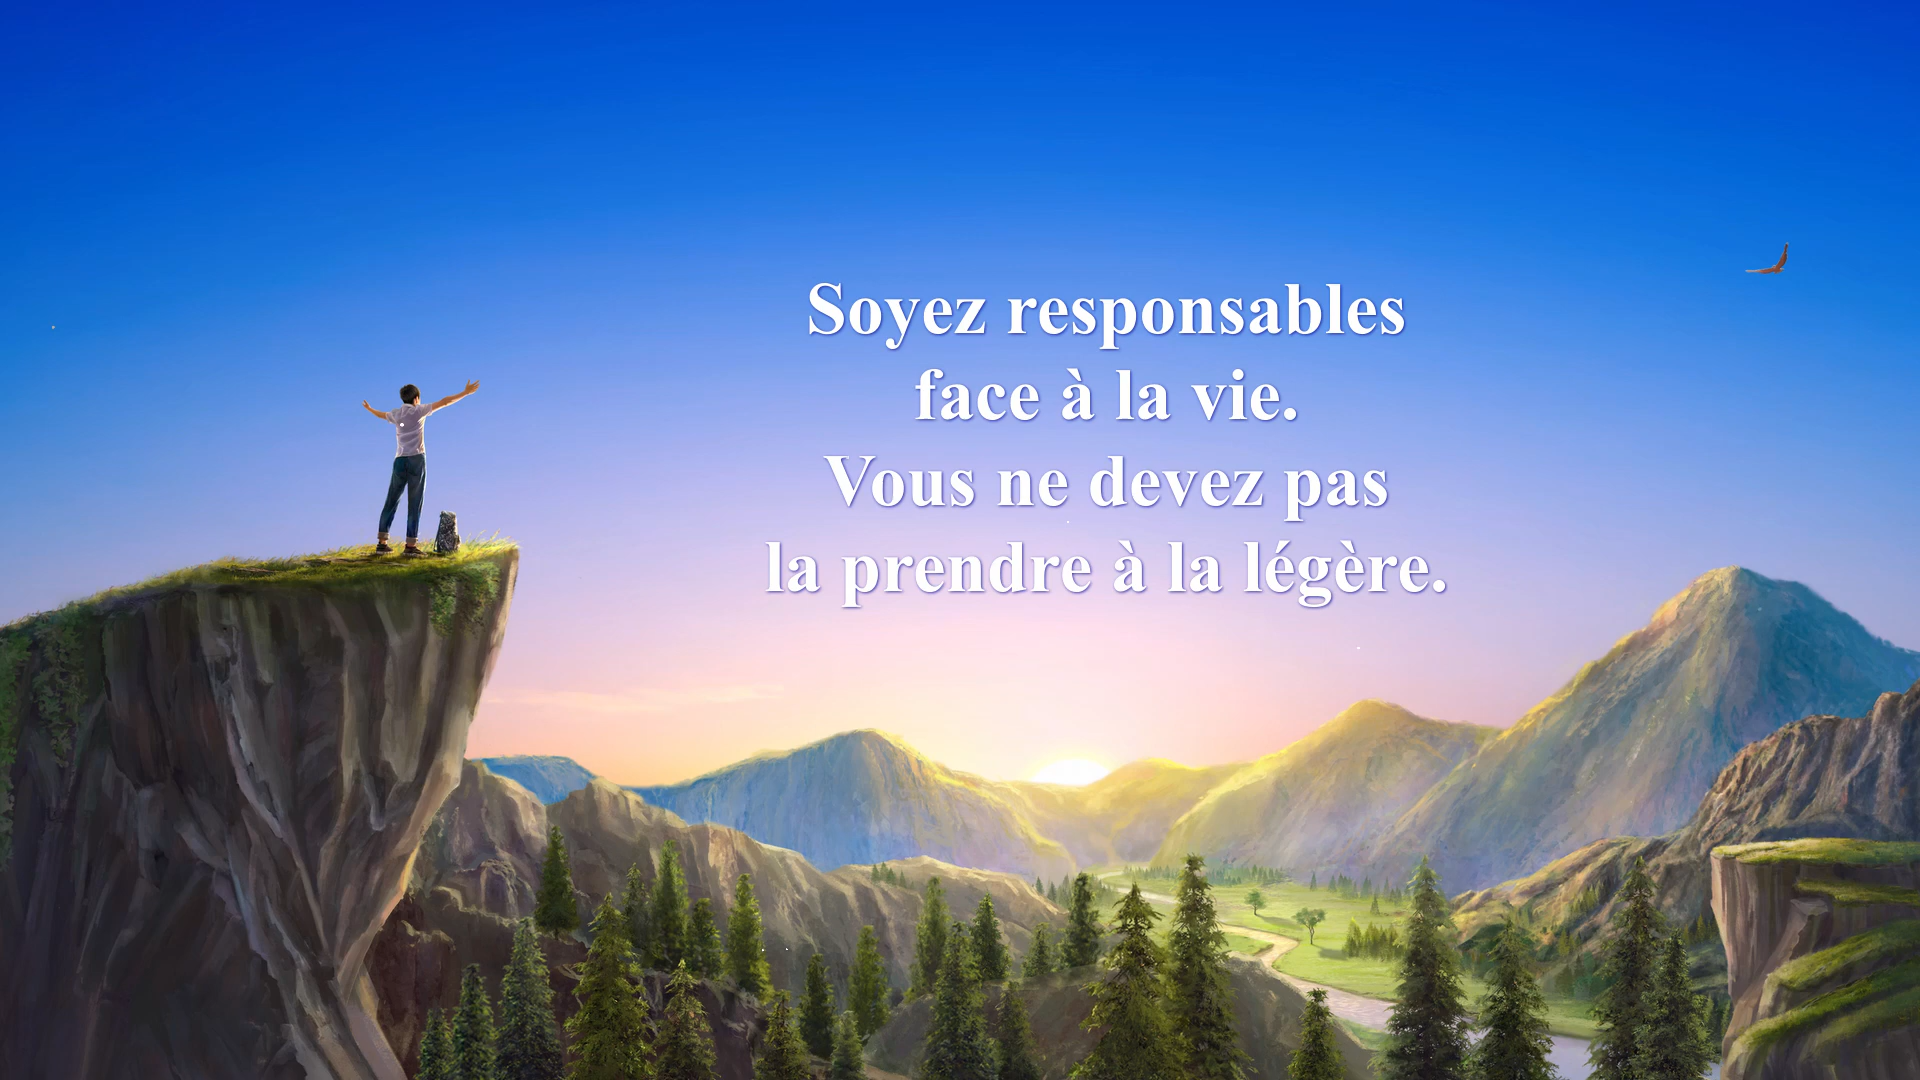 Soyez responsables
face à la vie.
Vous ne devez pas
la prendre à la légère.